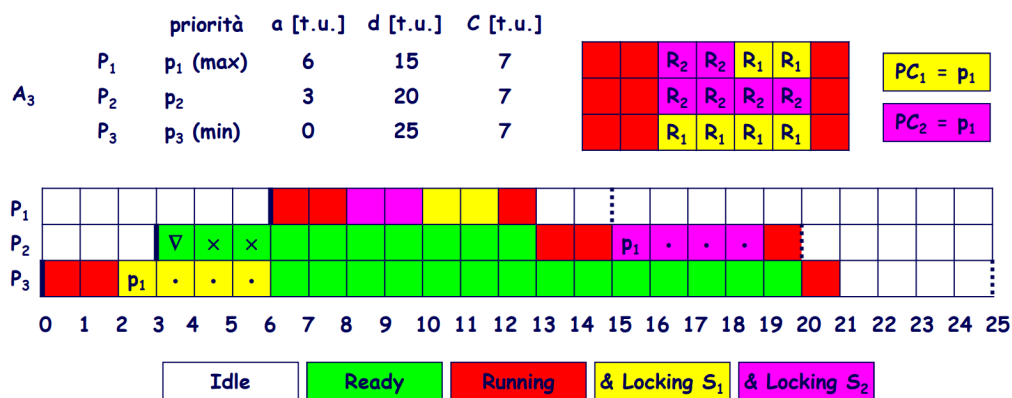 priorità a [t.u.] d [t.u.] C [t.u.]
P1 p1 (max) 6 15 7 R2 R2 R1 R1 PC1 = p1
A3 P2 p2 3 20 7 R2 R2 R2 R2
P3 p3 (min) 0 25 7 R1 R1 R1 R1 PC2 = p1
P1
P2 ∇ × × p1 · · ·
P3 p1 · · ·
0 1 2 3 4 5 6 7 8 9 10 11 12 13 14 15 16 17 18 19 20 21 22 23 24 25
Idle Ready Running & Locking S1 & Locking S2